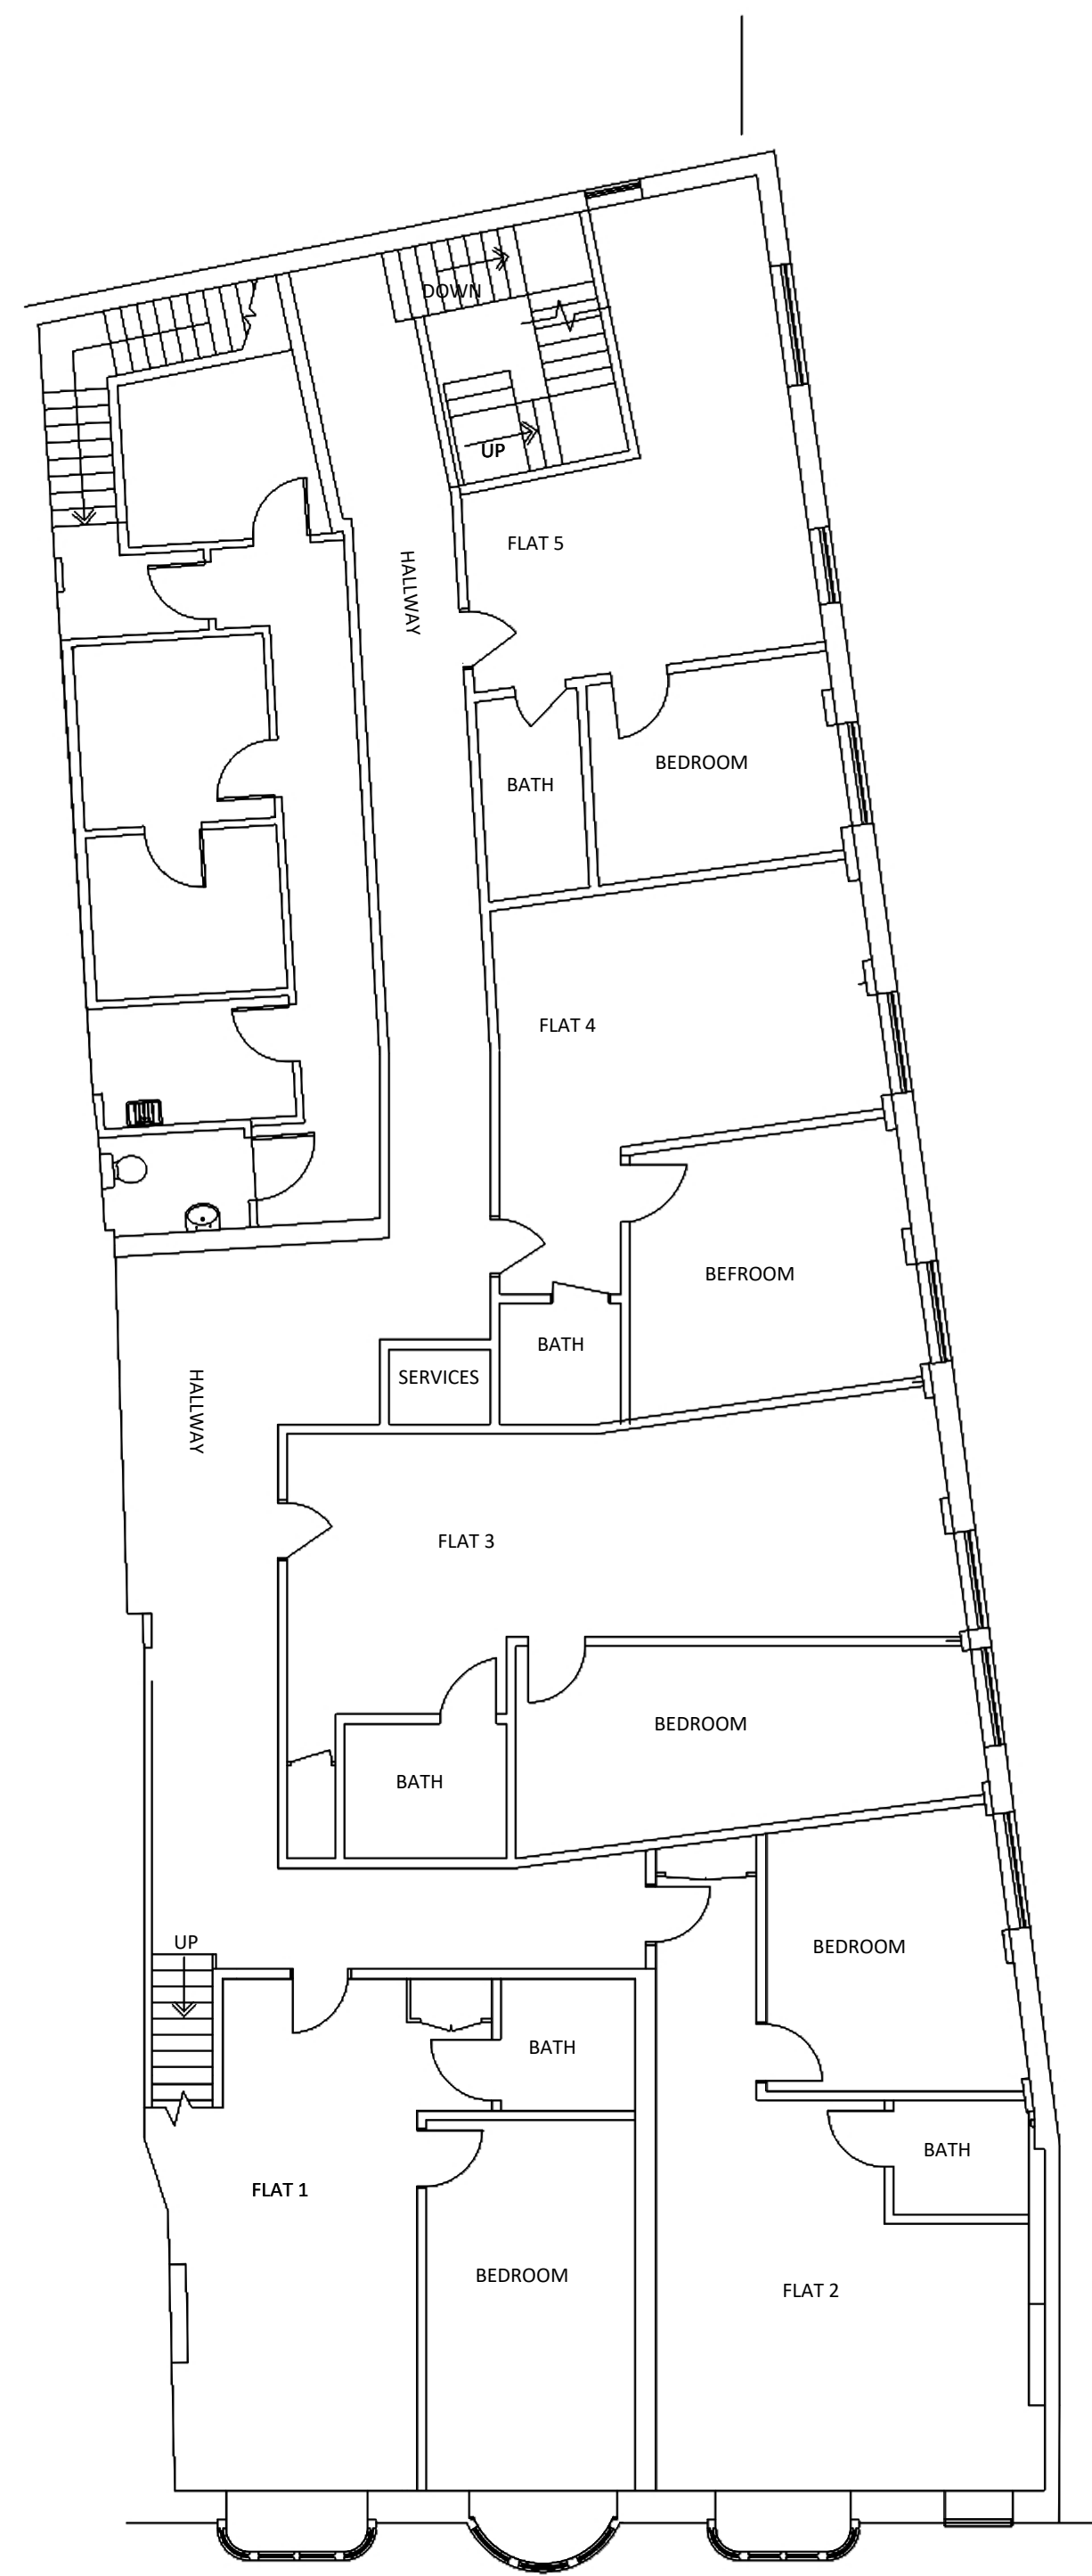 DOWN
UP
FLAT 5
HALLWAY
BEDROOM
BATH
FLAT 4
BEFROOM
BATH
SERVICES
HALLWAY
FLAT 3
BEDROOM
BATH
UP
BEDROOM
BATH
BATH
FLAT 1
BEDROOM
FLAT 2